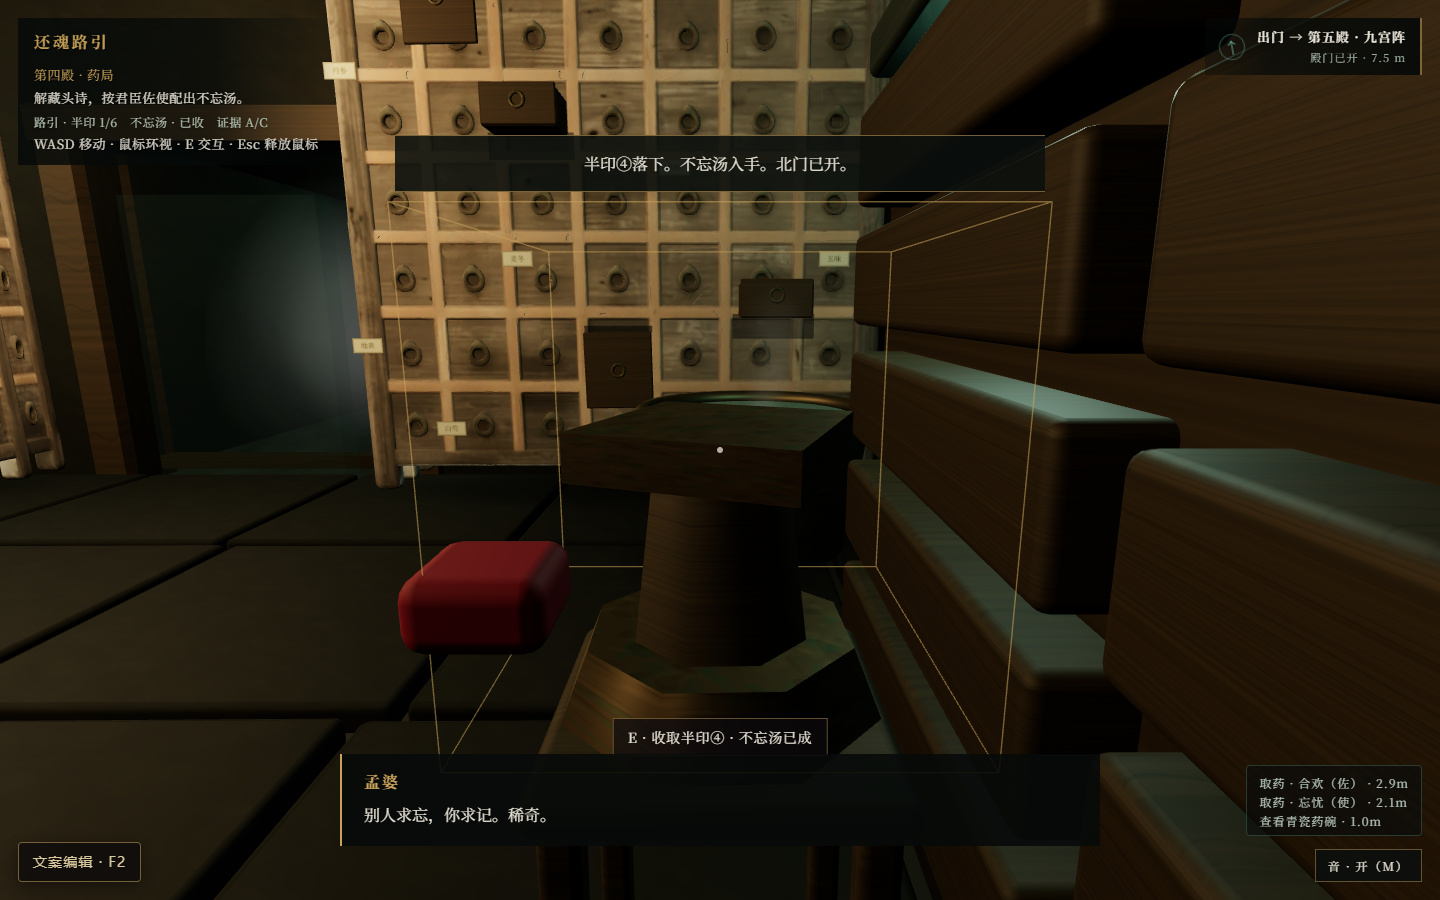 还魂路引
第四殿 · 药局
解藏头诗，按君臣佐使配出不忘汤。
路引 · 半印 1/6 不忘汤 · 已收 证据 A/C
WASD 移动 · 鼠标环视 · E 交互 · Esc 释放鼠标
出门 → 第五殿 · 九宫阵
殿门已开 · 7.5 m
半印④落下。不忘汤入手。北门已开。
E · 收取半印④ · 不忘汤已成
孟婆
别人求忘，你求记。稀奇。
取药 · 合欢（佐） · 2.9m
取药 · 忘忧（使） · 2.1m
查看青瓷药碗 · 1.0m
文案编辑 · F2
音 · 开（M）